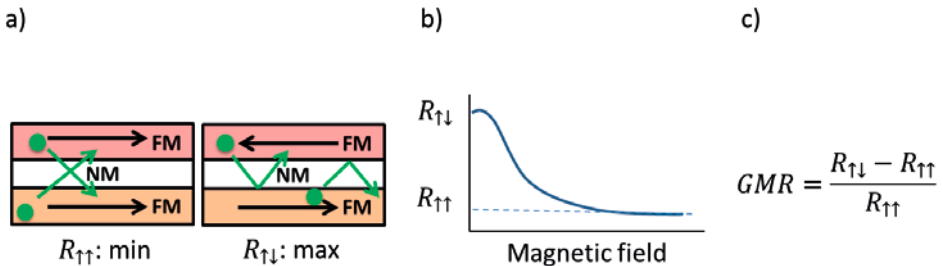 a)
b)
c)
FM
NM
FM
R↑↑: min
FM
NM
FM
R↑↓: max
R↑↓
R↑↑
Magnetic field
GMR = (R↑↓ − R↑↑) / R↑↑